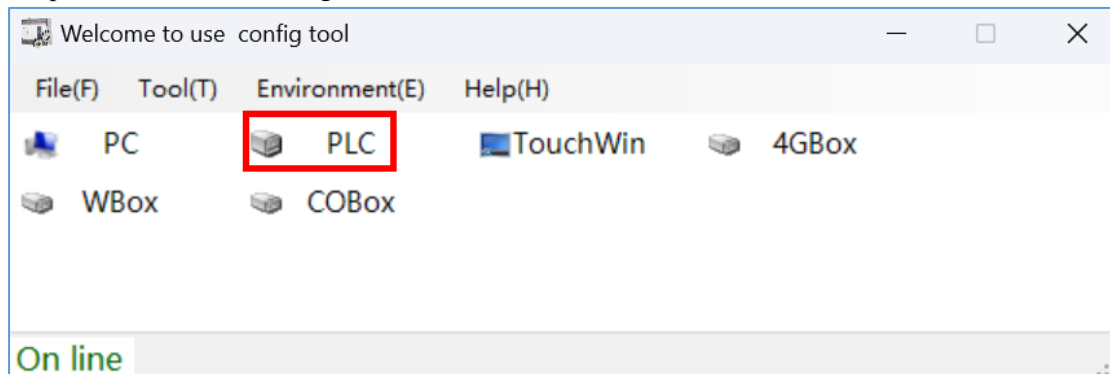 Welcome to use config tool
File(F) Tool(T) Environment(E) Help(H)
PC PLC TouchWin 4GBox
WBox COBox
On line